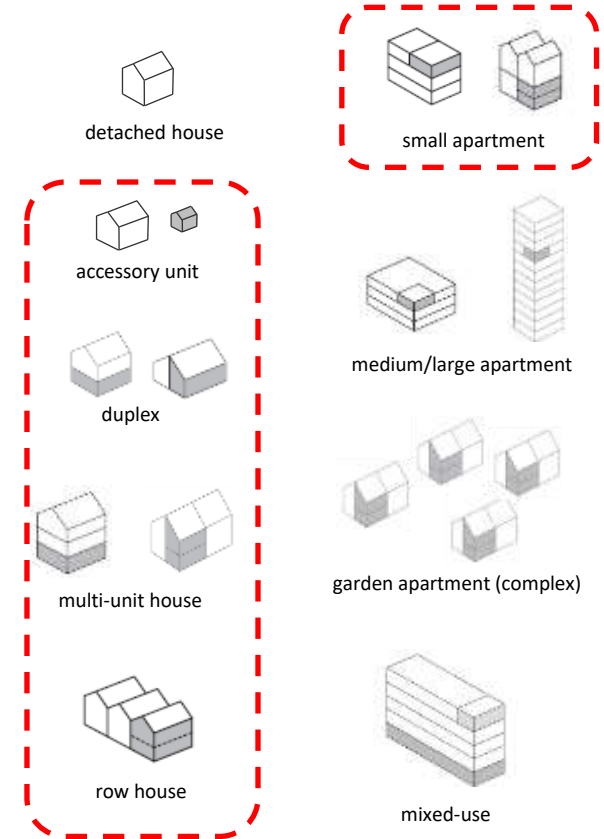 detached house
accessory unit
duplex
multi-unit house
row house
small apartment
medium/large apartment
garden apartment (complex)
mixed-use